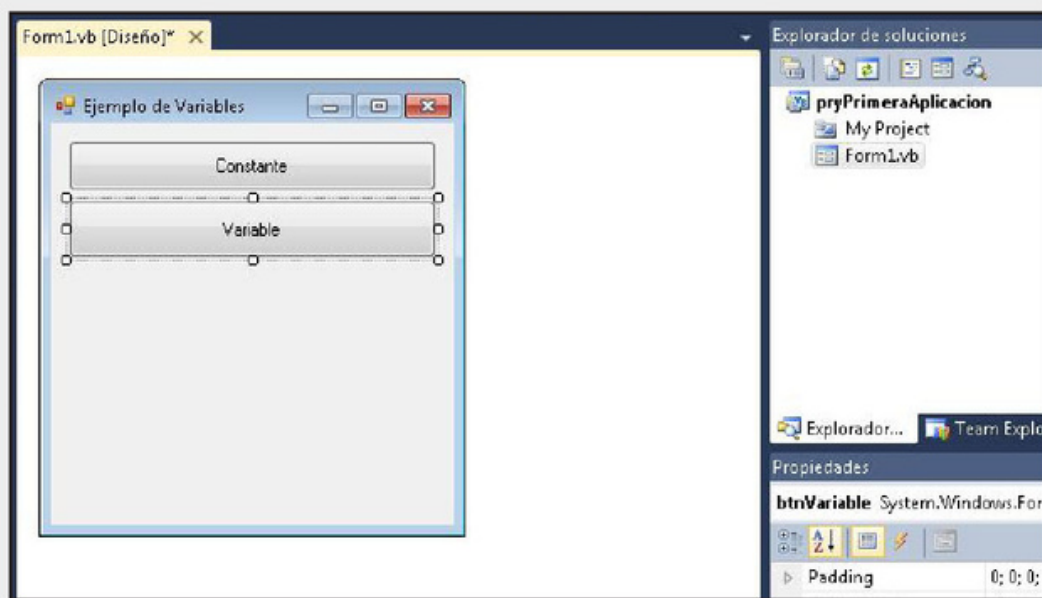 Form1.vb [Diseño]*
Ejemplo de Variables
Constante
Variable
Explorador de soluciones
pryPrimeraAplicacion
My Project
Form1.vb
Explorador...
Team Explo
Propiedades
btnVariable System.Windows.For
Padding 0; 0; 0;